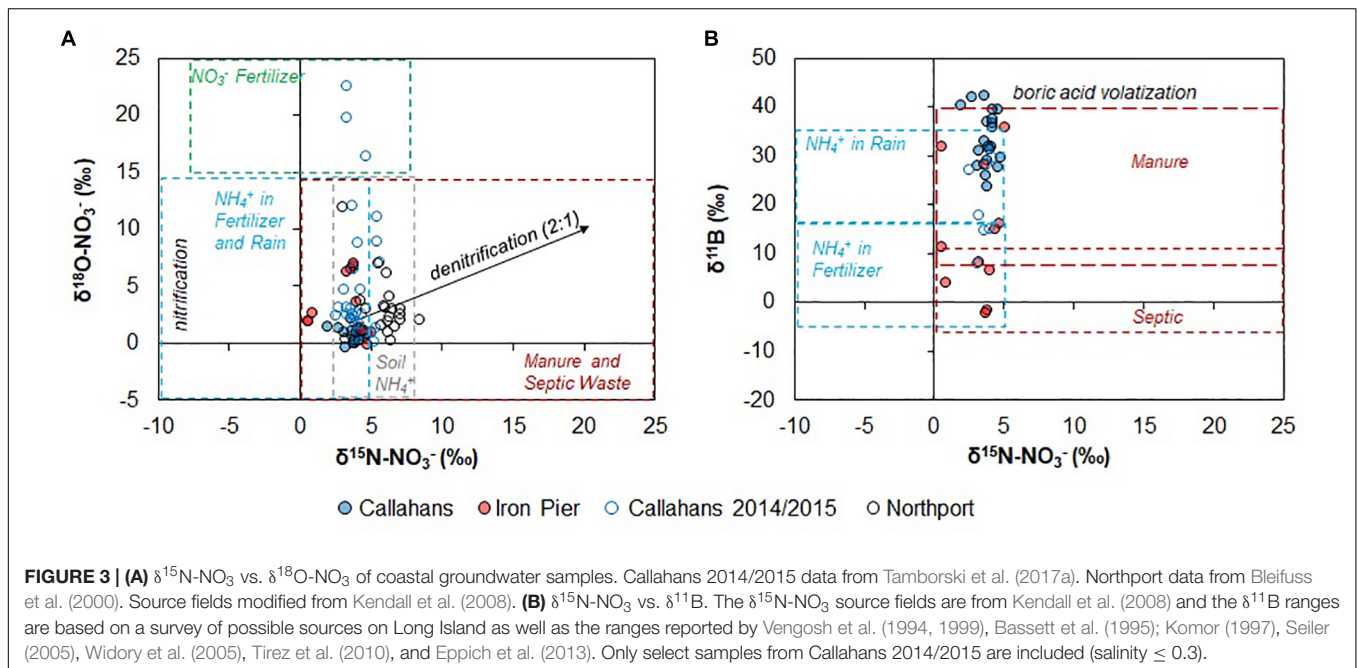 A
B
25
20
15
10
5
0
-5
-10 -5 0 5 10 15 20 25
δ¹⁸O-NO₃⁻ (‰)
δ¹⁵N-NO₃⁻ (‰)
NO₃⁻ Fertilizer
NH₄⁺ in
Fertilizer
and Rain
nitrification
denitrification (2:1)
Soil
NH₄⁺
Manure and
Septic Waste
50
40
30
20
10
0
-10
-20
-10 -5 0 5 10 15 20 25
δ¹¹B (‰)
δ¹⁵N-NO₃⁻ (‰)
boric acid volatization
NH₄⁺ in Rain
Manure
NH₄⁺ in
Fertilizer
Septic
Callahans Iron Pier Callahans 2014/2015 Northport
FIGURE 3 | (A) δ¹⁵N-NO₃ vs. δ¹⁸O-NO₃ of coastal groundwater samples. Callahans 2014/2015 data from Tamborski et al. (2017a). Northport data from Bleifuss
et al. (2000). Source fields modified from Kendall et al. (2008). (B) δ¹⁵N-NO₃ vs. δ¹¹B. The δ¹⁵N-NO₃ source fields are from Kendall et al. (2008) and the δ¹¹B ranges
are based on a survey of possible sources on Long Island as well as the ranges reported by Vengosh et al. (1994, 1999), Bassett et al. (1995); Komor (1997), Seiler
(2005), Widory et al. (2005), Tirez et al. (2010), and Eppich et al. (2013). Only select samples from Callahans 2014/2015 are included (salinity ≤ 0.3).